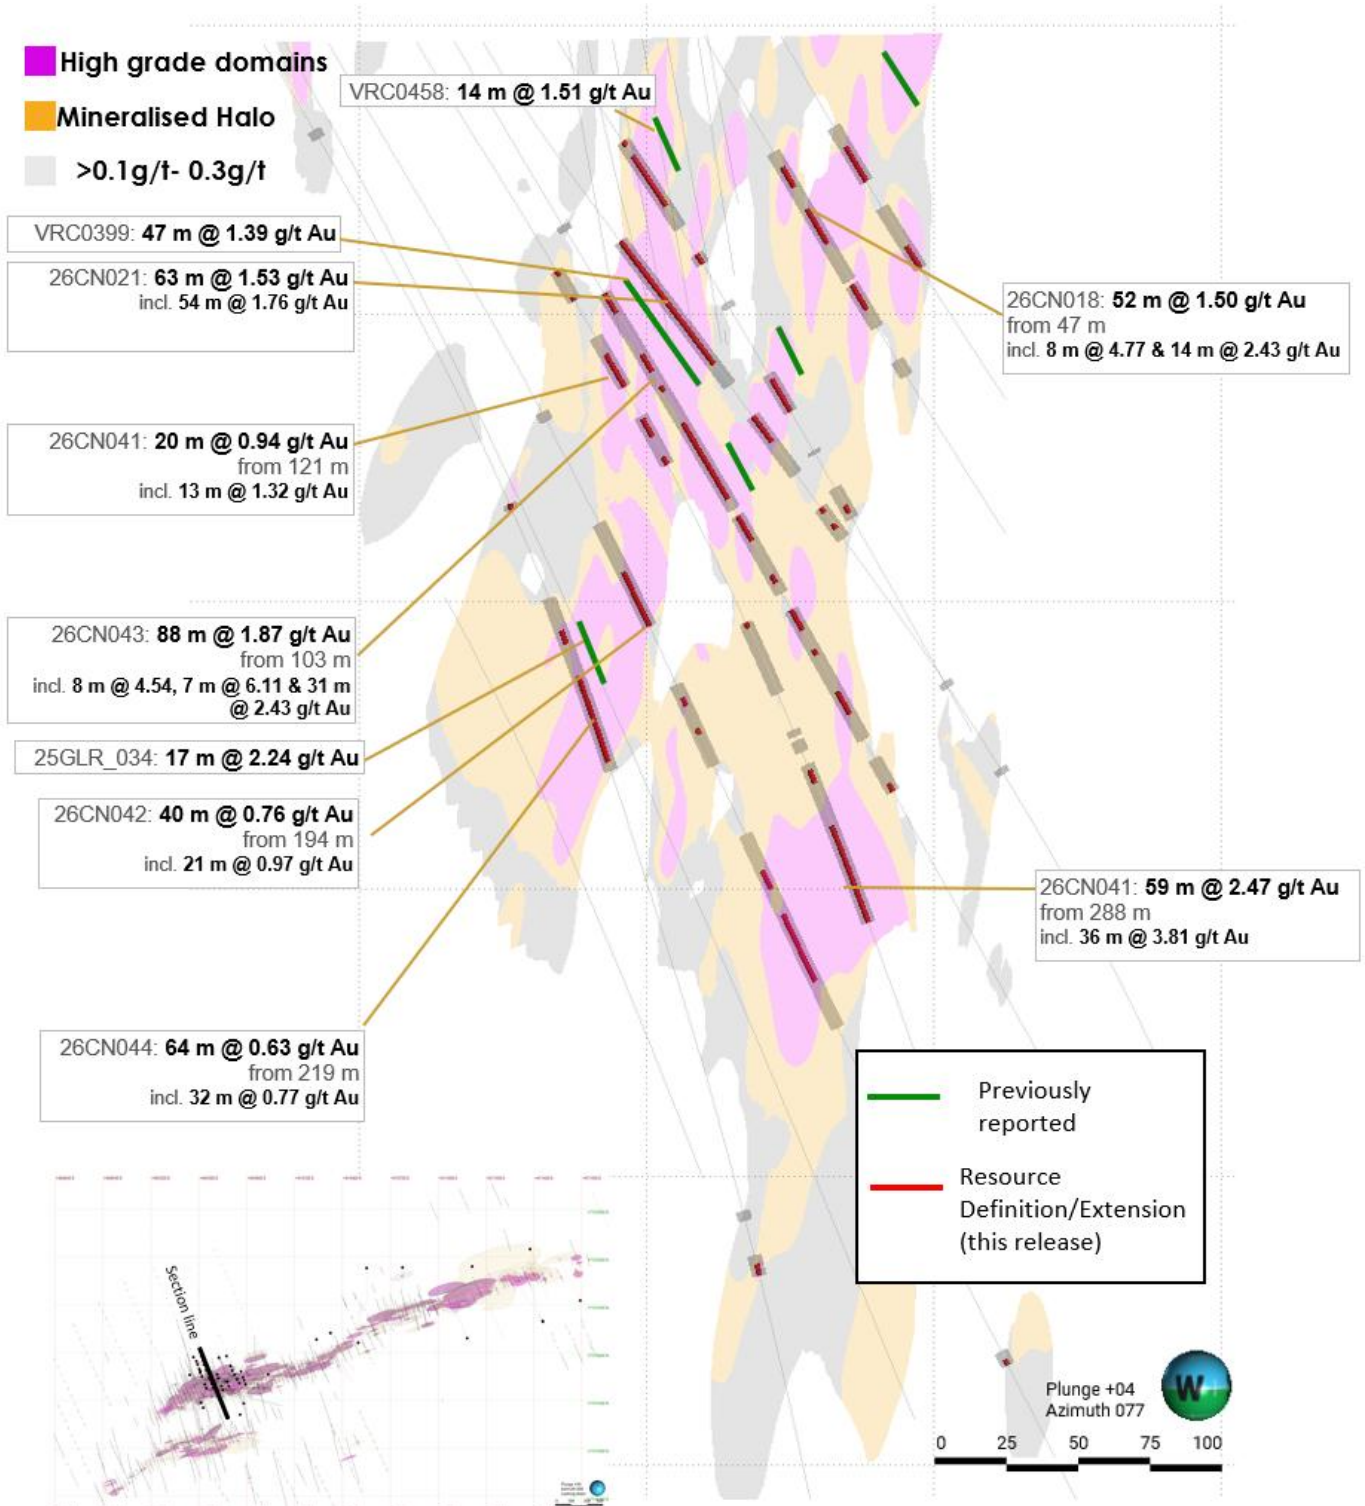 High grade domains
Mineralised Halo
>0.1g/t- 0.3g/t
VRC0458: 14 m @ 1.51 g/t Au
VRC0399: 47 m @ 1.39 g/t Au
26CN021: 63 m @ 1.53 g/t Au
incl. 54 m @ 1.76 g/t Au
26CN018: 52 m @ 1.50 g/t Au
from 47 m
incl. 8 m @ 4.77 & 14 m @ 2.43 g/t Au
26CN041: 20 m @ 0.94 g/t Au
from 121 m
incl. 13 m @ 1.32 g/t Au
26CN043: 88 m @ 1.87 g/t Au
from 103 m
incl. 8 m @ 4.54, 7 m @ 6.11 & 31 m
@ 2.43 g/t Au
25GLR_034: 17 m @ 2.24 g/t Au
26CN042: 40 m @ 0.76 g/t Au
from 194 m
incl. 21 m @ 0.97 g/t Au
26CN041: 59 m @ 2.47 g/t Au
from 288 m
incl. 36 m @ 3.81 g/t Au
26CN044: 64 m @ 0.63 g/t Au
from 219 m
incl. 32 m @ 0.77 g/t Au
Previously
reported
Resource
Definition/Extension
(this release)
Section line
Plunge +04
Azimuth 077
W
0 25 50 75 100